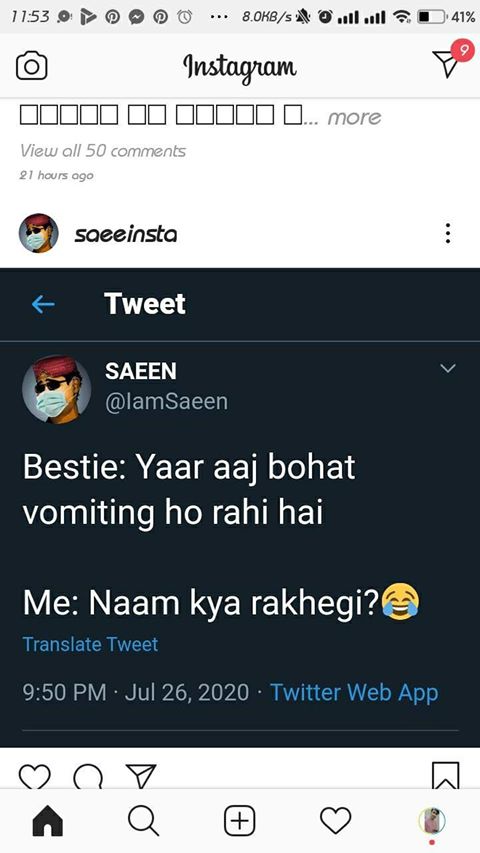 11:53 ... 8.0KB/s 41%
Instagram
9
... more
View all 50 comments
21 hours ago
saeeinsta
Tweet
SAEEN
@IamSaeen
Bestie: Yaar aaj bohat
vomiting ho rahi hai
Me: Naam kya rakhegi?😂
Translate Tweet
9:50 PM · Jul 26, 2020 · Twitter Web App